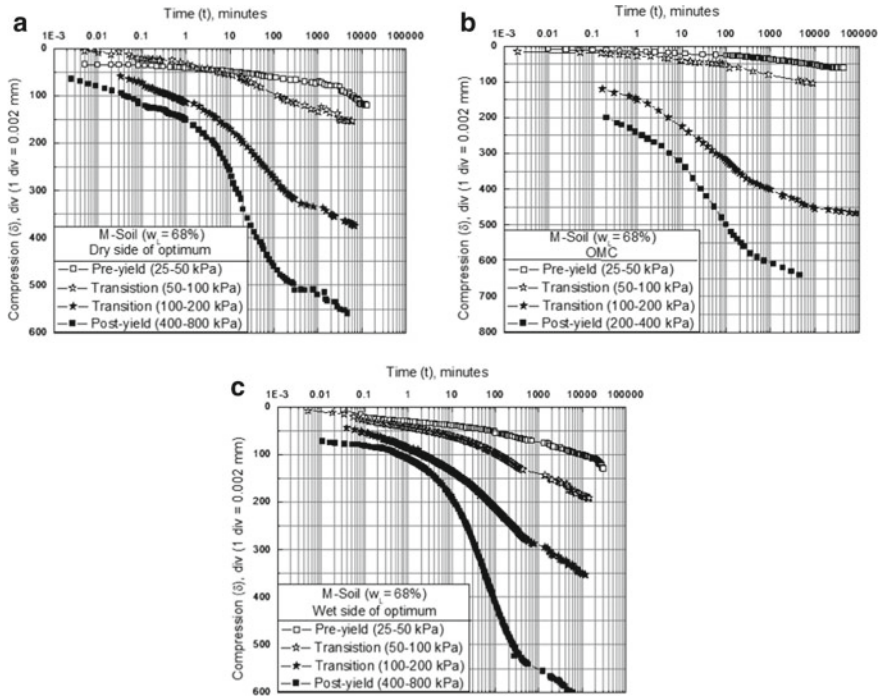 a
Time (t), minutes
1E-3 0.01 0.1 1 10 100 1000 10000 100000
Compression (δ), div (1 div = 0.002 mm)
0
100
150
200
300
400
500
600
M-Soil (wL= 68%)
Dry side of optimum
Pre-yield (25-50 kPa)
Transistion (50-100 kPa)
Transition (100-200 kPa)
Post-yield (400-800 kPa)
b
Time (t), minutes
1E-3 0.01 0.1 1 10 100 1000 10000 100000
Compression (δ), div (1 div = 0.002 mm)
0
100
200
300
400
500
600
700
800
M-Soil (wL= 68%)
OMC
Pre-yield (25-50 kPa)
Transistion (50-100 kPa)
Transition (100-200 kPa)
Post-yield (200-400 kPa)
c
Time (t), minutes
1E-3 0.01 0.1 1 10 100 1000 10000 100000
Compression (δ), div (1 div = 0.002 mm)
0
100
200
300
400
500
600
M-Soil (wL= 68%)
Wet side of optimum
Pre-yield (25-50 kPa)
Transistion (50-100 kPa)
Transition (100-200 kPa)
Post-yield (400-800 kPa)